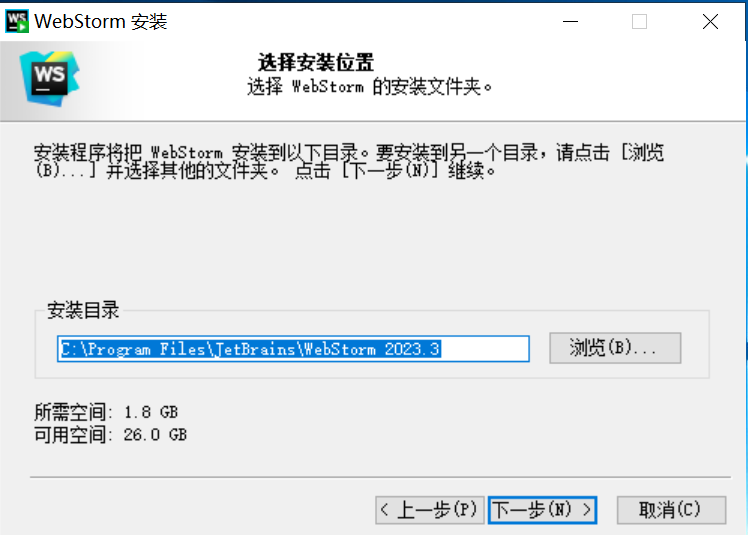 WebStorm 安装
WS
选择安装位置
选择 WebStorm 的安装文件夹。
安装程序将把 WebStorm 安装到以下目录。要安装到另一个目录，请点击 [浏览
(B)...] 并选择其他的文件夹。 点击 [下一步(N)] 继续。
安装目录
C:\Program Files\JetBrains\WebStorm 2023.3
浏览(B)...
所需空间: 1.8 GB
可用空间: 26.0 GB
< 上一步(P)
下一步(N) >
取消(C)